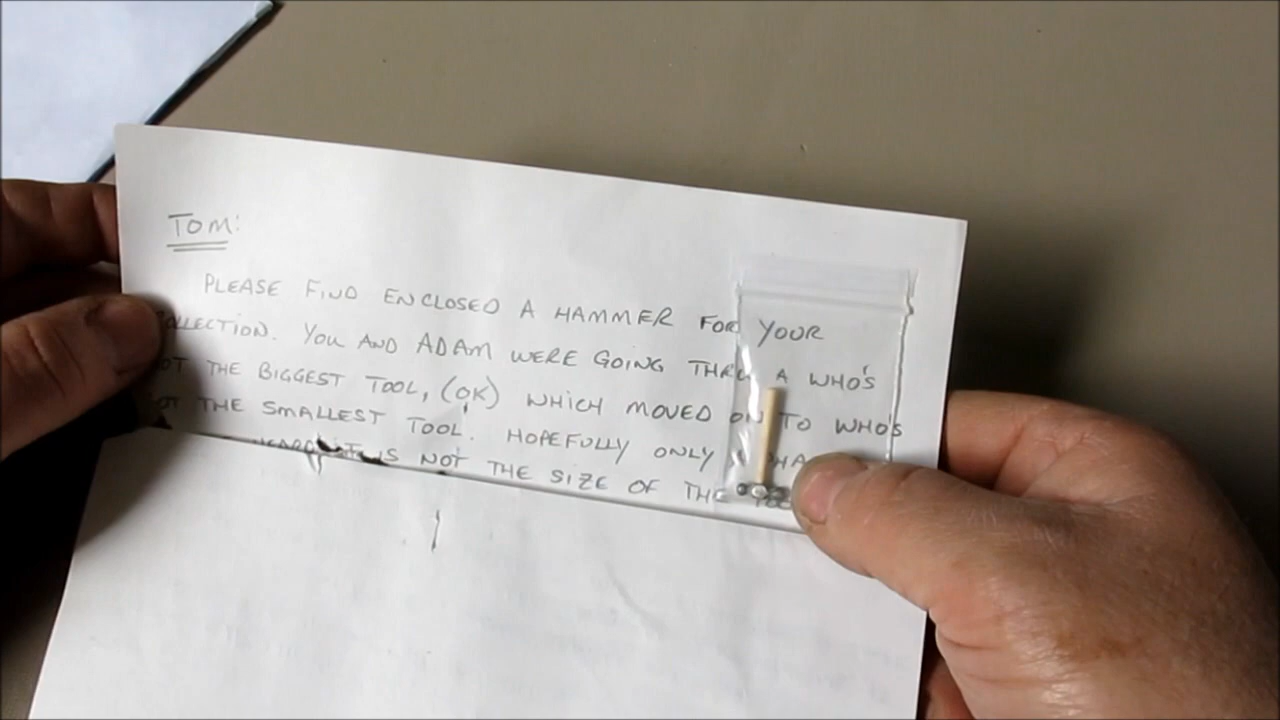 TOM:
PLEASE FIND ENCLOSED A HAMMER FOR YOUR
COLLECTION. YOU AND ADAM WERE GOING THRU A WHO'S
THE BIGGEST TOOL, (OK) WHICH MOVED ON TO WHO'S
THE SMALLEST TOOL. HOPEFULLY ONLY
IS NOT THE SIZE OF THE